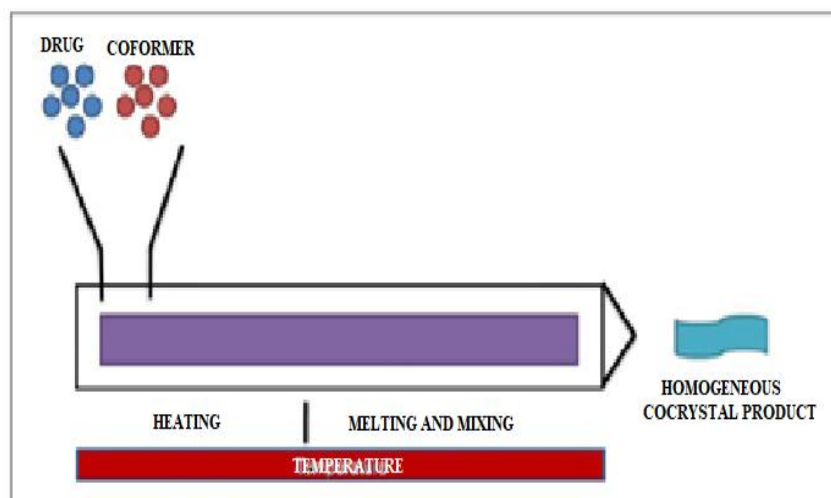 DRUG COFORMER
HEATING
MELTING AND MIXING
TEMPERATURE
HOMOGENEOUS
COCRYSTAL PRODUCT